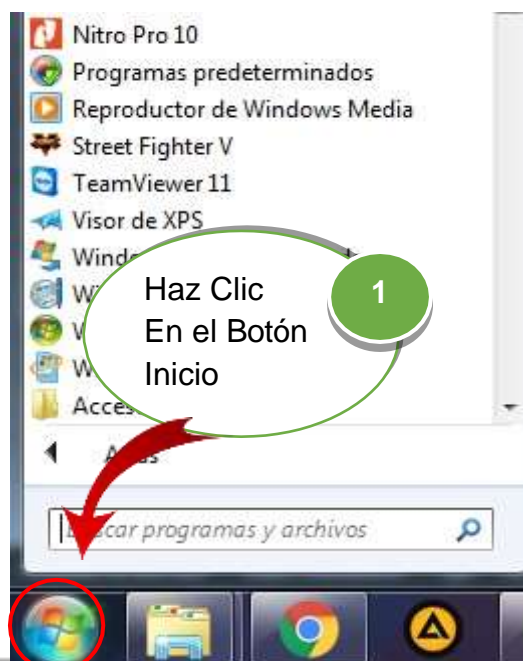 Nitro Pro 10
Programas predeterminados
Reproductor de Windows Media
Street Fighter V
TeamViewer 11
Visor de XPS
Haz Clic
1
En el Botón
Inicio
programas y archivos